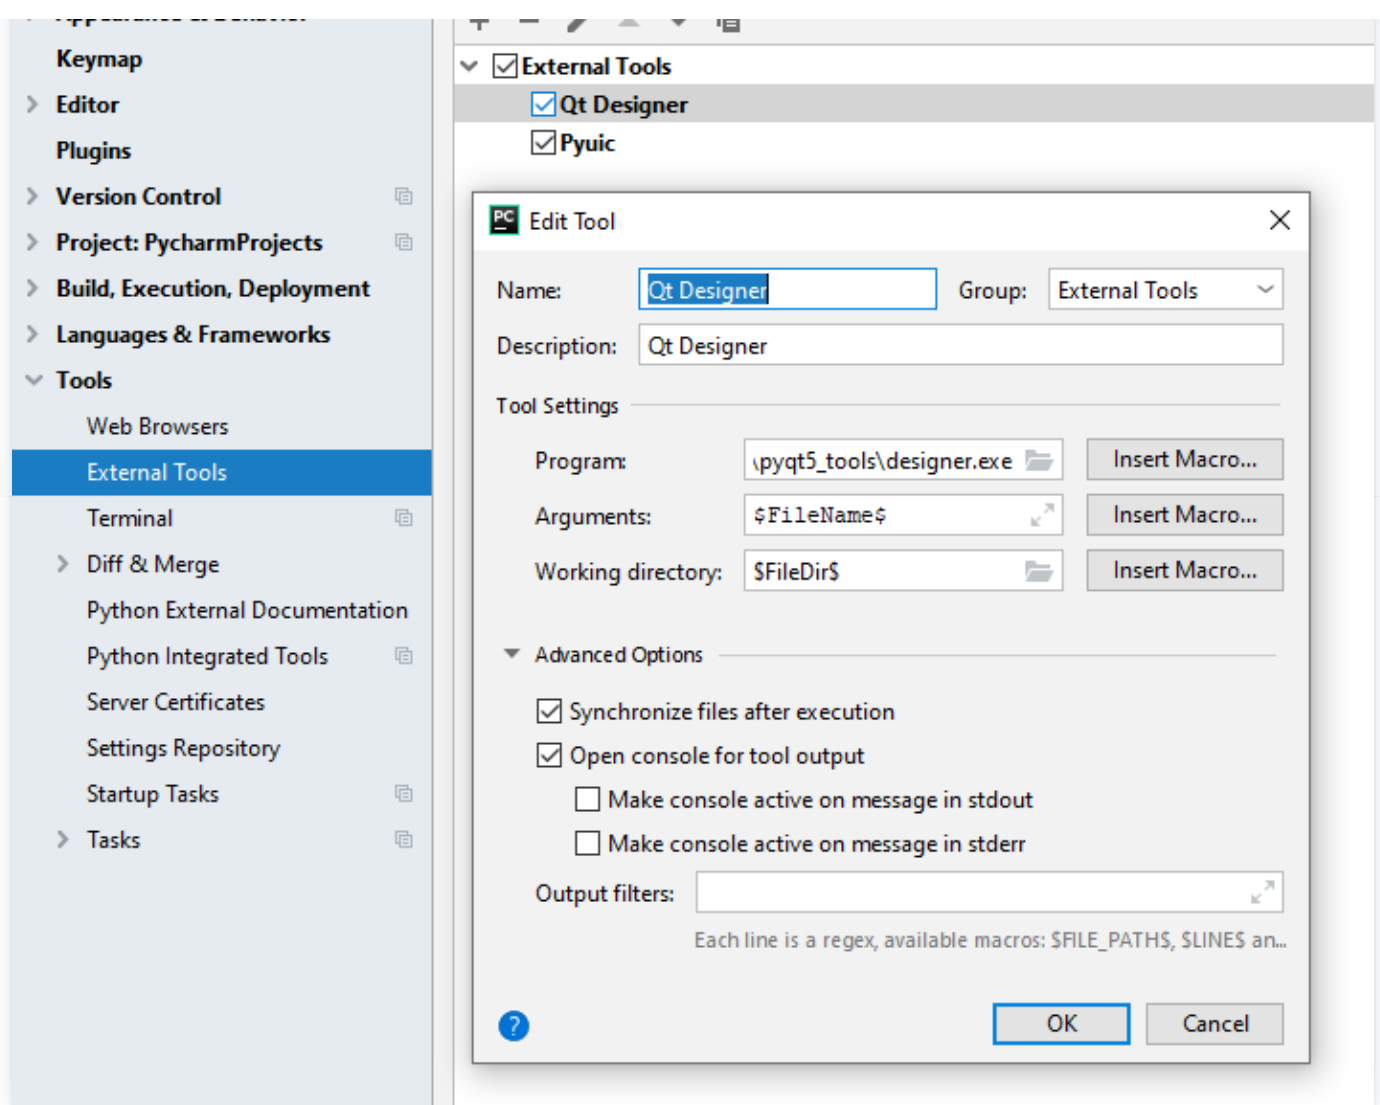 Appearance & Behavior
Keymap
Editor
Plugins
Version Control
Project: PycharmProjects
Build, Execution, Deployment
Languages & Frameworks
Tools
Web Browsers
External Tools
Terminal
Diff & Merge
Python External Documentation
Python Integrated Tools
Server Certificates
Settings Repository
Startup Tasks
Tasks
External Tools
Qt Designer
Pyuic
PC Edit Tool
Name: Qt Designer Group: External Tools
Description: Qt Designer
Tool Settings
Program: \pyqt5_tools\designer.exe Insert Macro...
Arguments: $FileName$ Insert Macro...
Working directory: $FileDir$ Insert Macro...
Advanced Options
Synchronize files after execution
Open console for tool output
Make console active on message in stdout
Make console active on message in stderr
Output filters:
Each line is a regex, available macros: $FILE_PATH$, $LINE$ an...
? OK Cancel